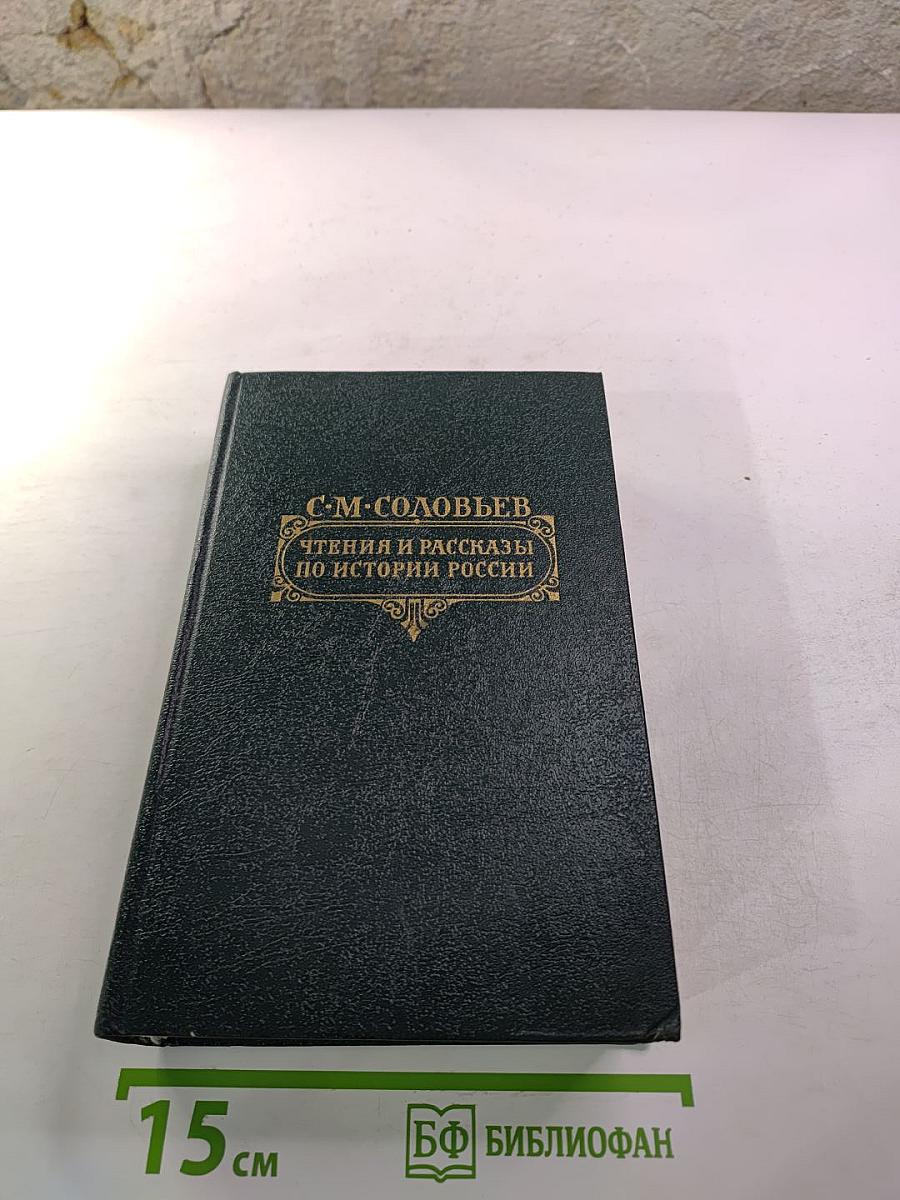 С·М·СОЛОВЬЕВ
ЧТЕНИЯ И РАССКАЗЫ
ПО ИСТОРИИ РОССИИ
15 см
БФ БИБЛИОФАН